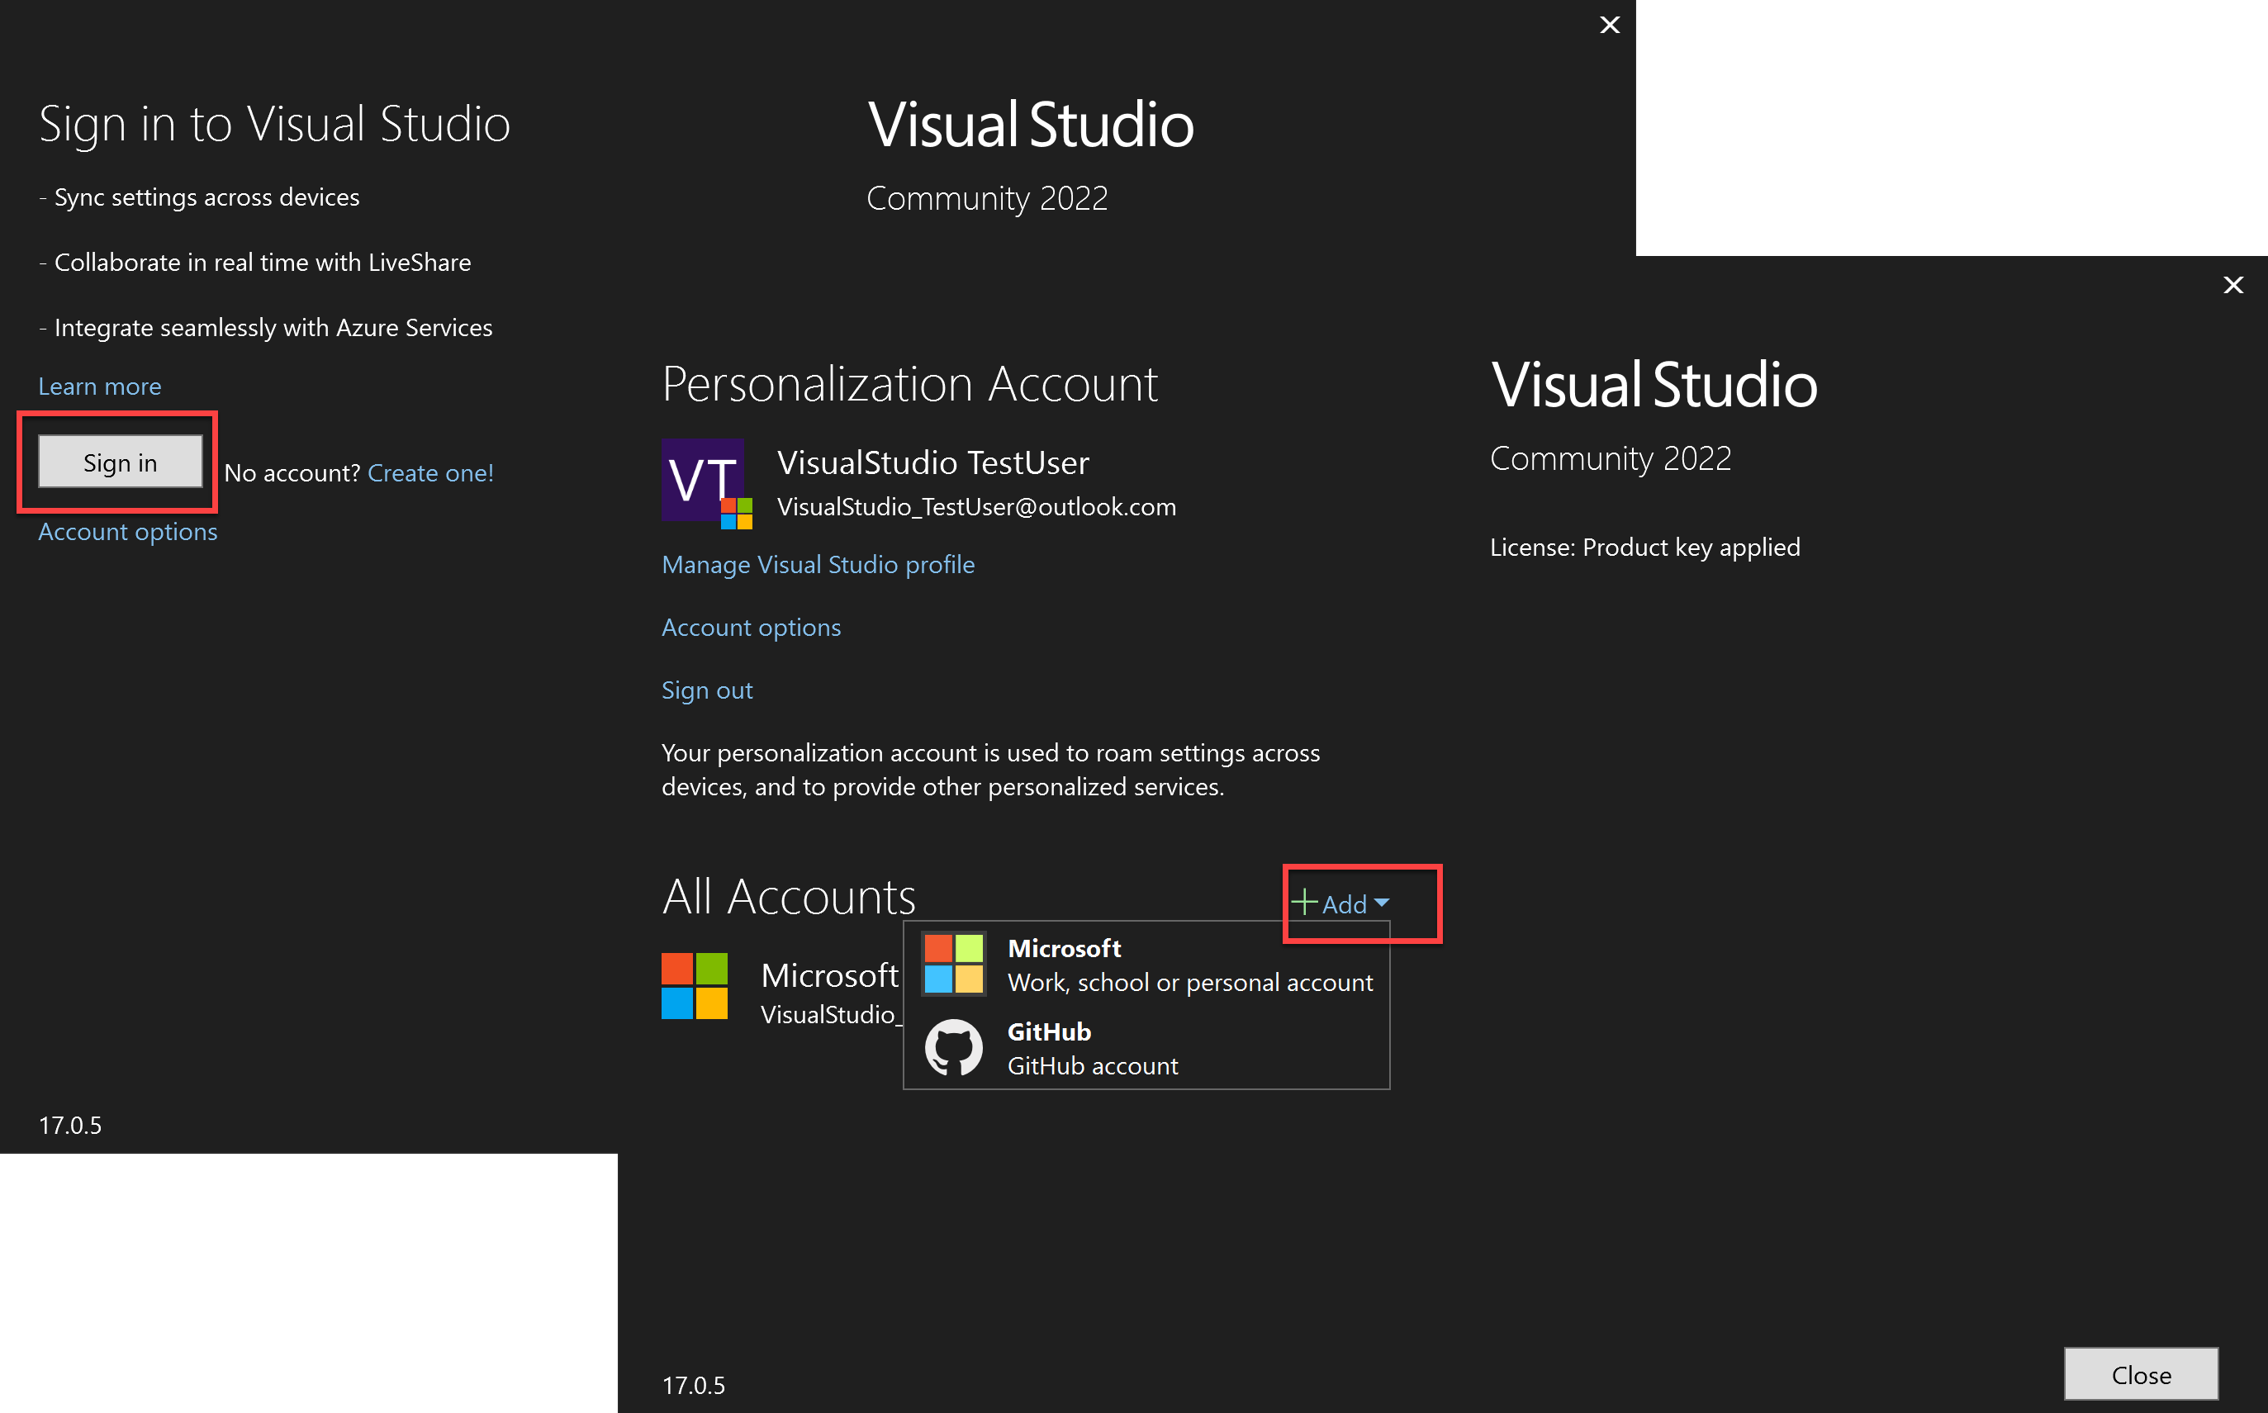 Sign in to Visual Studio
- Sync settings across devices
- Collaborate in real time with LiveShare
- Integrate seamlessly with Azure Services
Learn more
Sign in
No account? Create one!
Account options
17.0.5
Visual Studio
Community 2022
Personalization Account
VT
VisualStudio TestUser
VisualStudio_TestUser@outlook.com
Manage Visual Studio profile
Account options
Sign out
Your personalization account is used to roam settings across
devices, and to provide other personalized services.
All Accounts
+ Add
Microsoft
VisualStudio_
Microsoft
Work, school or personal account
GitHub
GitHub account
17.0.5
Visual Studio
Community 2022
License: Product key applied
Close